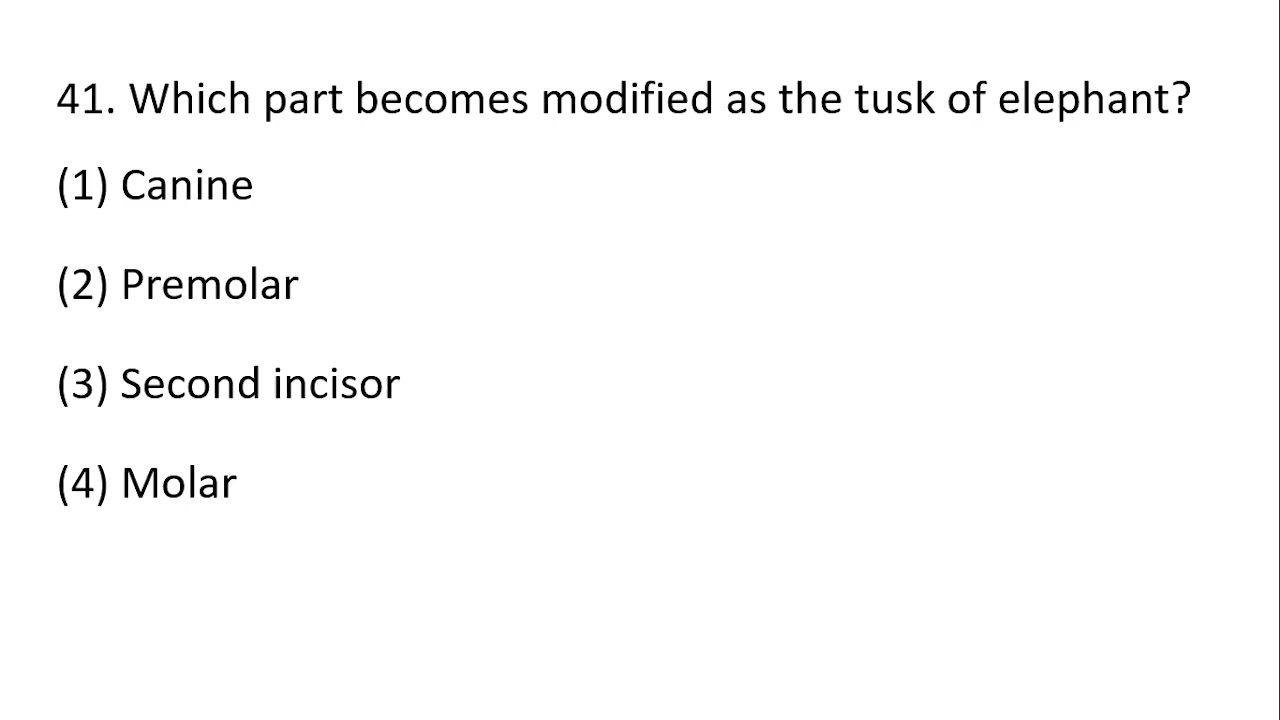 41. Which part becomes modified as the tusk of elephant?
(1) Canine
(2) Premolar
(3) Second incisor
(4) Molar